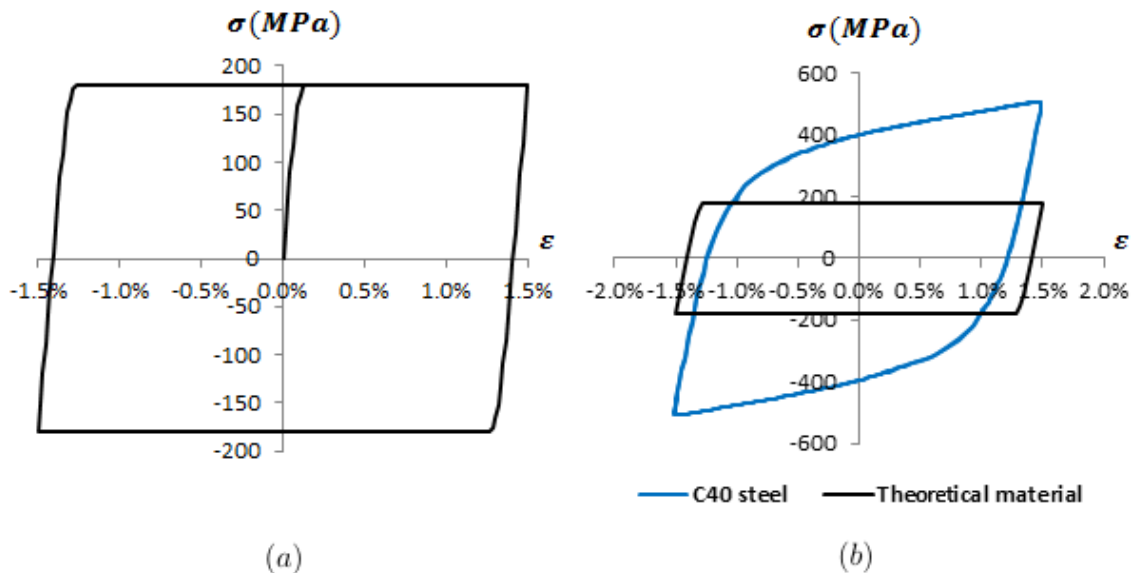 σ(MPa)
200
150
100
50
0
-50
-100
-150
-200
-1.5% -1.0% -0.5% 0.0% 0.5% 1.0% 1.5%
ε
(a)
σ(MPa)
600
400
200
0
-200
-400
-600
-2.0% -1.5% -1.0% -0.5% 0.0% 0.5% 1.0% 1.5% 2.0%
ε
C40 steel Theoretical material
(b)